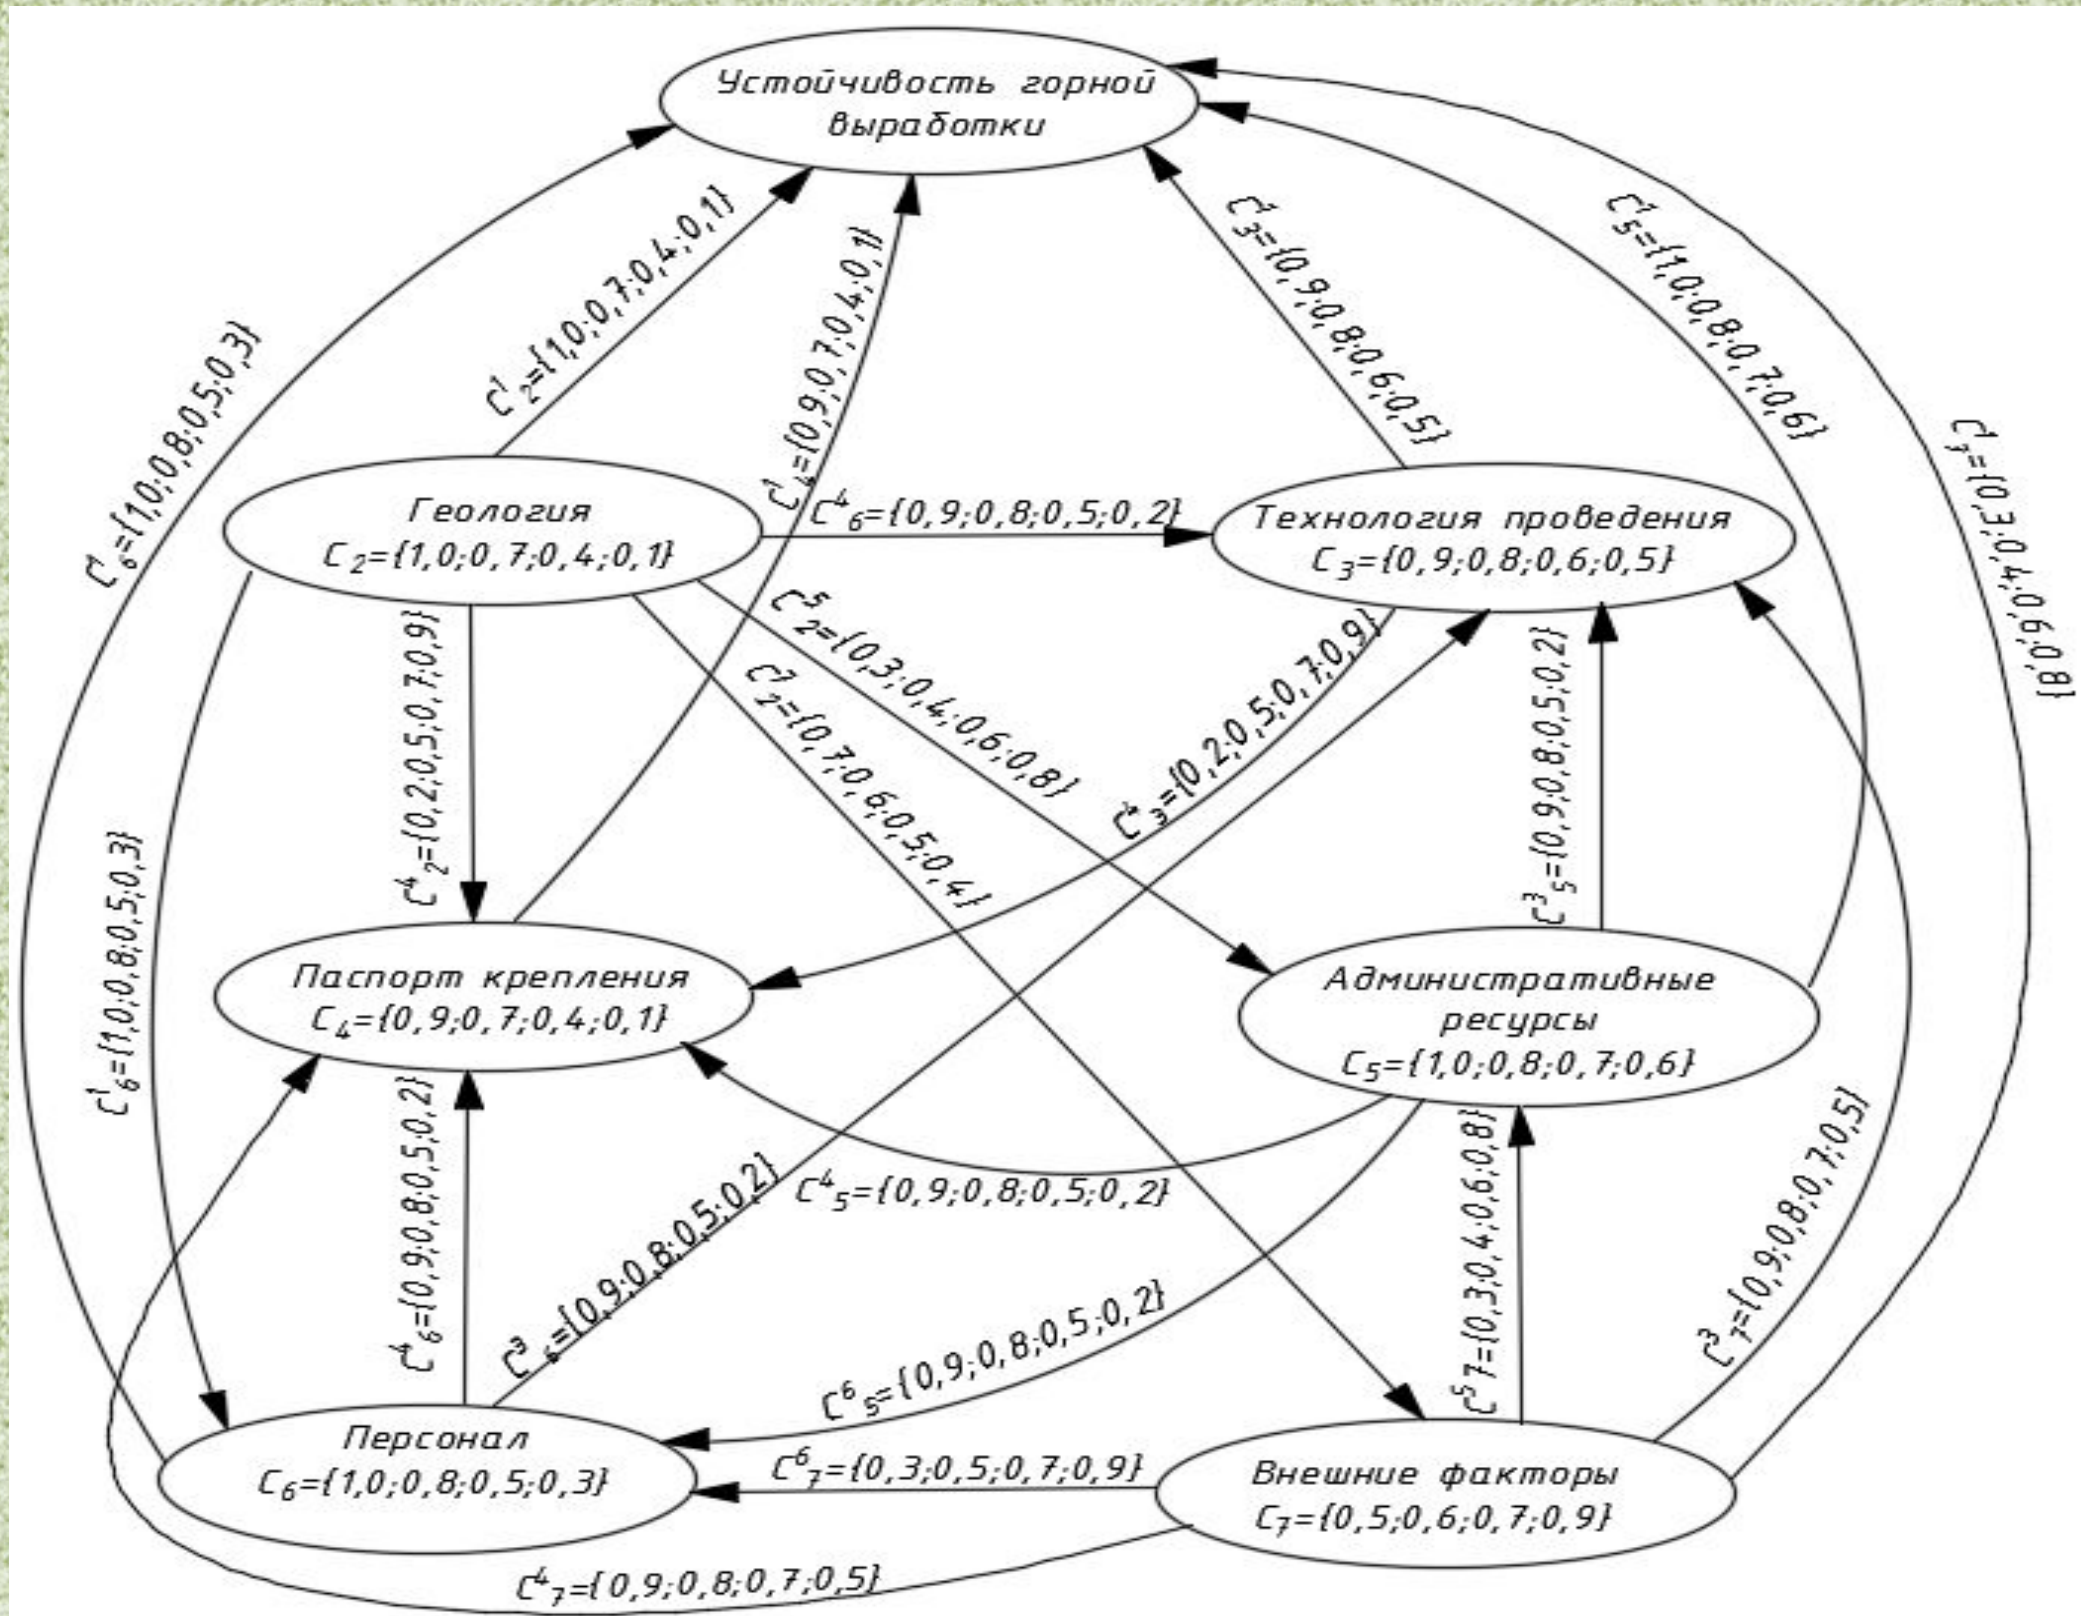 Устойчивость горной
выработки
C¹₆={1,0;0,8;0,5;0,3}
C¹₂={1,0;0,7;0,4;0,1}
C¹₄={0,9;0,7;0,4;0,1}
C¹₃={0,9;0,8;0,6;0,5}
C¹₅={1,0;0,8;0,7;0,6}
C¹₇={0,3;0,4;0,6;0,8}
Геология
C₂={1,0;0,7;0,4;0,1}
C⁴₆={0,9;0,8;0,5;0,2}
Технология проведения
C₃={0,9;0,8;0,6;0,5}
C⁴₂={0,2;0,5;0,7;0,9}
C⁵₂={0,3;0,4;0,6;0,8}
C⁷₂={0,7;0,6;0,5;0,4}
C⁴₃={0,2;0,5;0,7;0,9}
C³₅={0,9;0,8;0,5;0,2}
C¹₆={1,0;0,8;0,5;0,3}
Паспорт крепления
C₄={0,9;0,7;0,4;0,1}
Административные
ресурсы
C₅={1,0;0,8;0,7;0,6}
C⁴₆={0,9;0,8;0,5;0,2}
C³₆={0,9;0,8;0,5;0,2}
C⁴₅={0,9;0,8;0,5;0,2}
C⁶₅={0,9;0,8;0,5;0,2}
C⁵₇={0,3;0,4;0,6;0,8}
C³₇={0,9;0,8;0,7;0,5}
Персонал
C₆={1,0;0,8;0,5;0,3}
C⁶₇={0,3;0,5;0,7;0,9}
Внешние факторы
C₇={0,5;0,6;0,7;0,9}
C⁴₇={0,9;0,8;0,7;0,5}